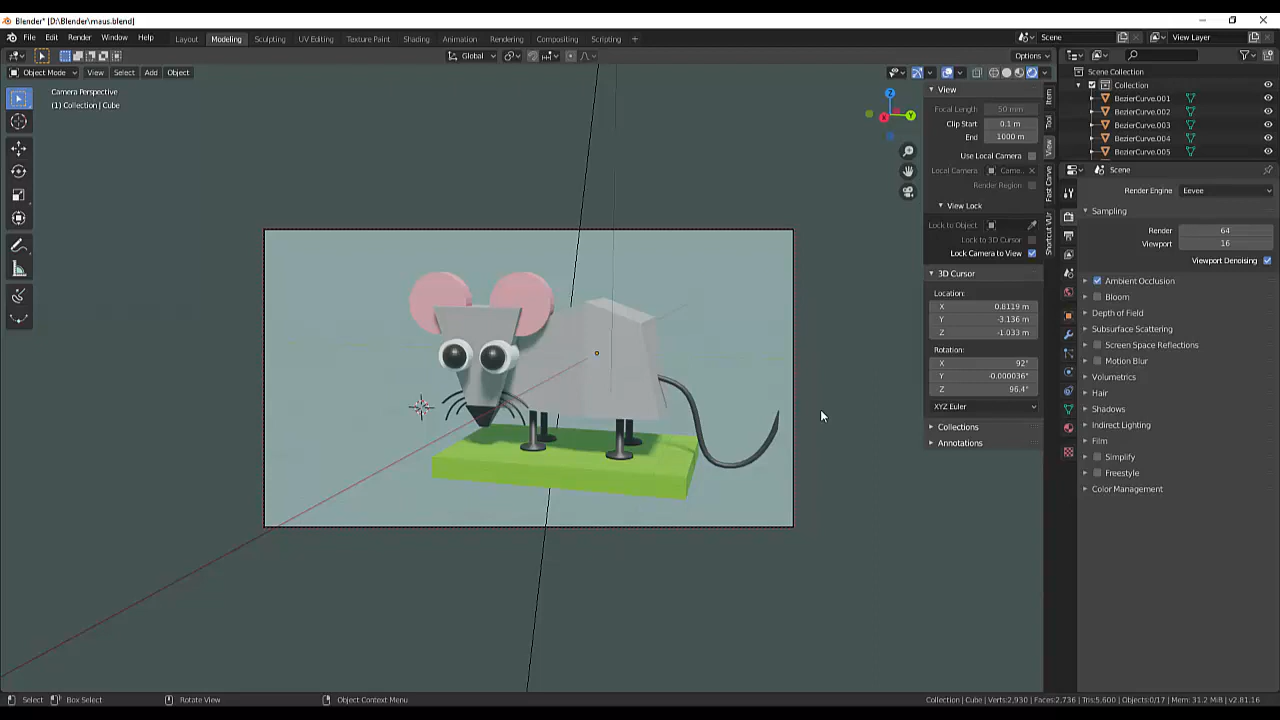 Blender* [D:\Blender\maus.blend]
File Edit Render Window Help
Layout Modeling Sculpting UV Editing Texture Paint Shading Animation Rendering Compositing Scripting +
Scene View Layer
Global Options
Object Mode View Select Add Object
Camera Perspective
(1) Collection | Cube
Z
Y
X
View
Focal Length 50 mm
Clip Start 0.1 m
End 1000 m
Use Local Camera
Local Camera Came..
Render Region
View Lock
Lock to Object
Lock to 3D Cursor
Lock Camera to View
3D Cursor
Location:
X 0.8119 m
Y -3.136 m
Z -1.033 m
Rotation:
X 92°
Y -0.000036°
Z 96.4°
XYZ Euler
Collections
Annotations
Item
Tool
View
Fast Carve
Shortcut VUr
Scene Collection
Collection
BezierCurve.001
BezierCurve.002
BezierCurve.003
BezierCurve.004
BezierCurve.005
Scene
Render Engine Eevee
Sampling
Render 64
Viewport 16
Viewport Denoising
Ambient Occlusion
Bloom
Depth of Field
Subsurface Scattering
Screen Space Reflections
Motion Blur
Volumetrics
Hair
Shadows
Indirect Lighting
Film
Simplify
Freestyle
Color Management
Select Box Select Rotate View Object Context Menu Collection | Cube | Verts:2,930 | Faces:2,736 | Tris:5,600 | Objects:0/17 | Mem: 31.2 MiB | v2.81.16